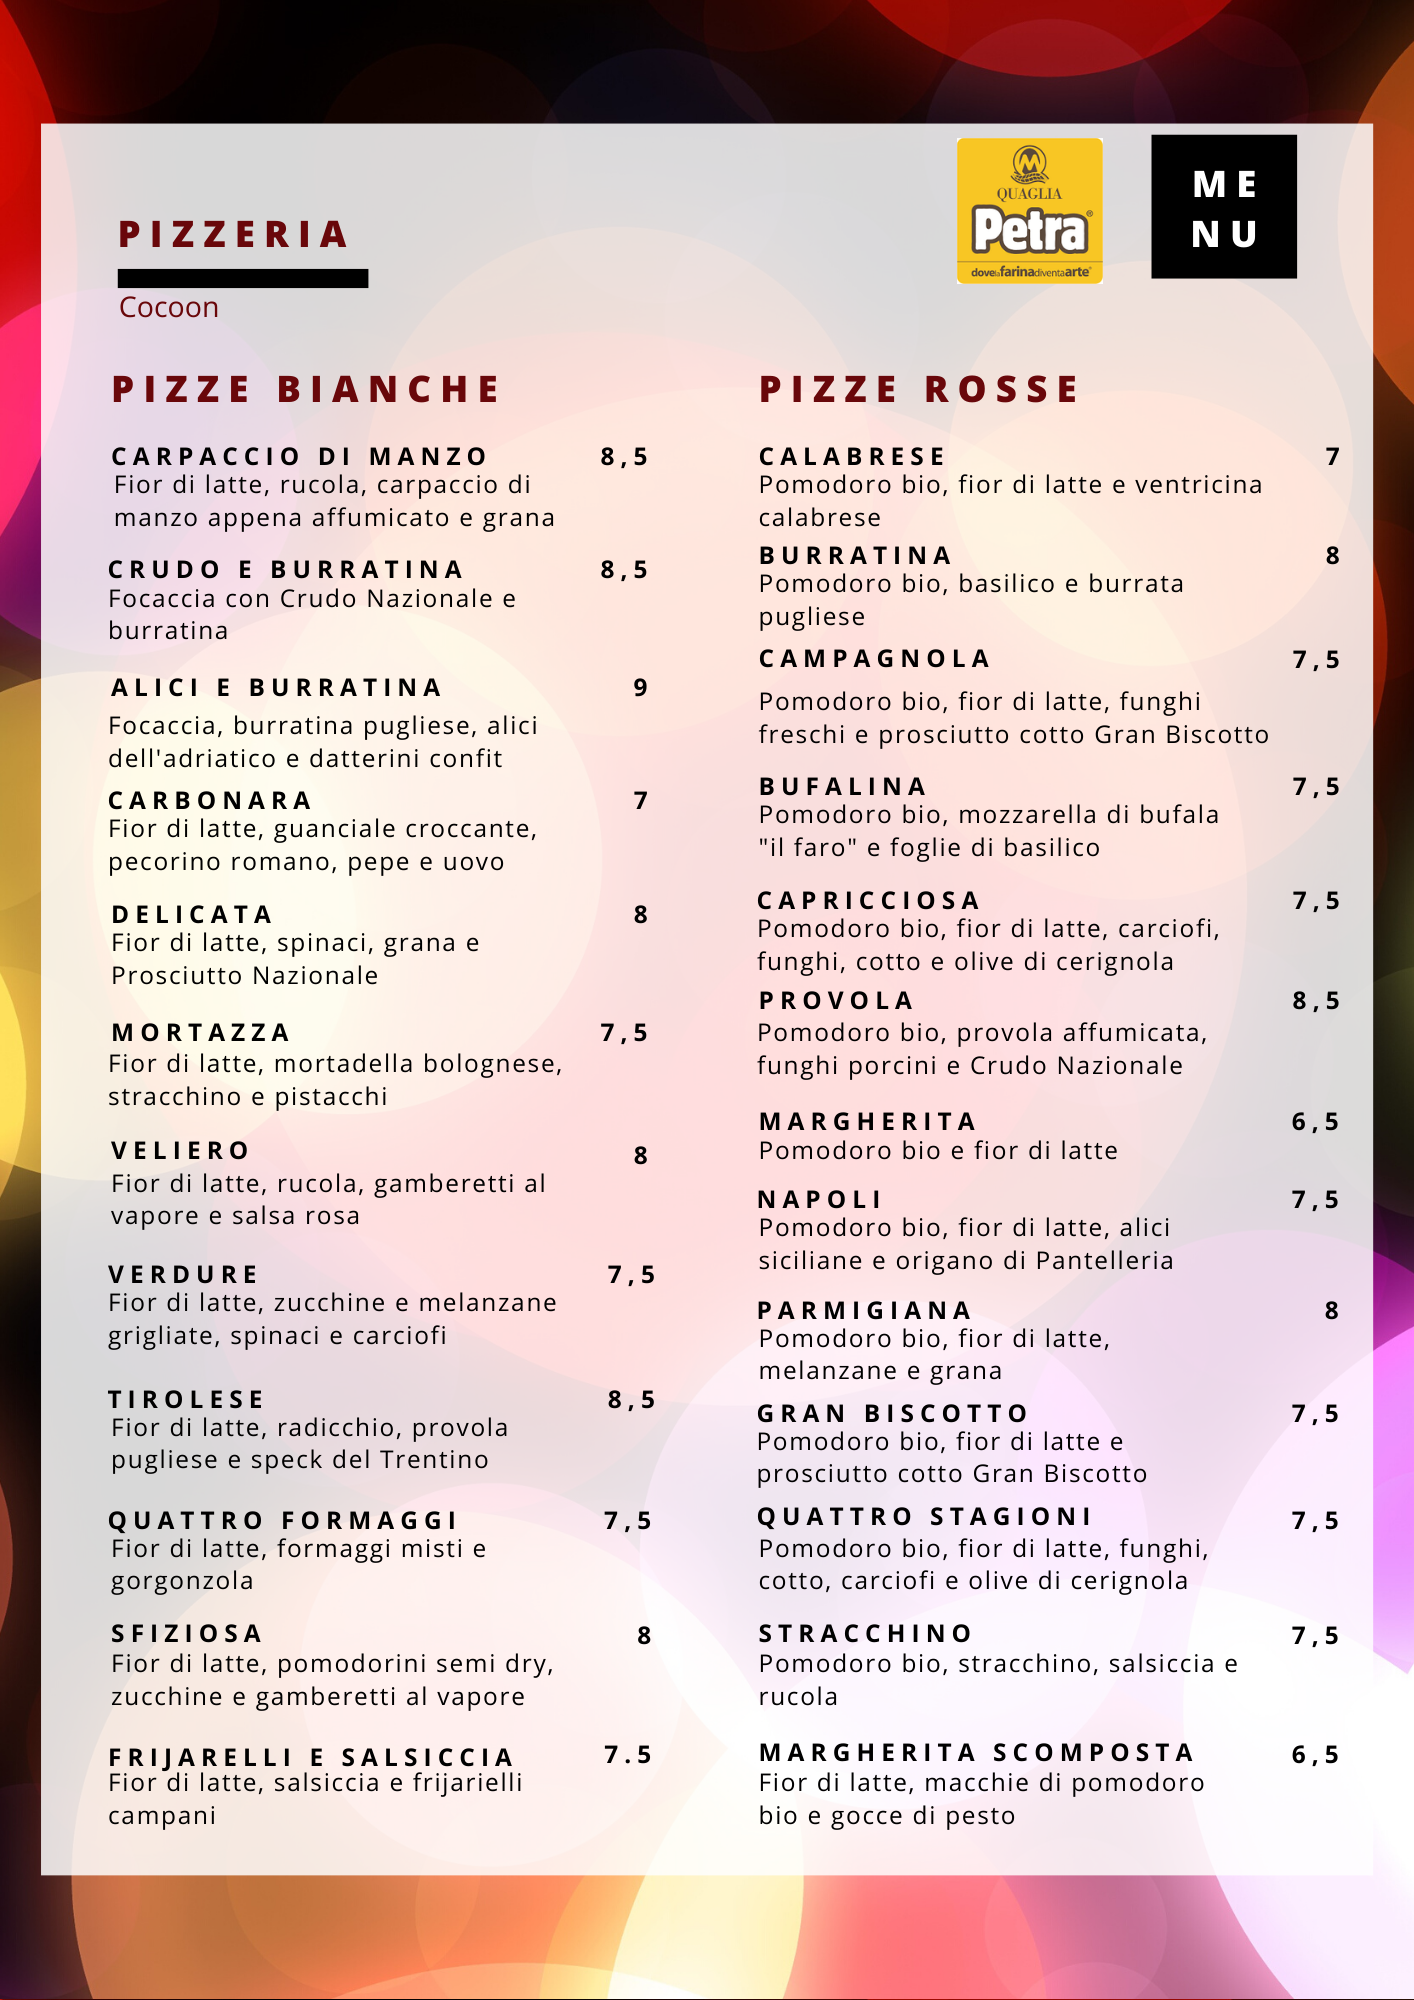 QUAGLIA
Petra®
dovelafarinadiventaarte®
ME
NU
PIZZERIA
Cocoon
PIZZE BIANCHE
CARPACCIO DI MANZO 8,5
Fior di latte, rucola, carpaccio di
manzo appena affumicato e grana
CRUDO E BURRATINA 8,5
Focaccia con Crudo Nazionale e
burratina
ALICI E BURRATINA 9
Focaccia, burratina pugliese, alici
dell'adriatico e datterini confit
CARBONARA 7
Fior di latte, guanciale croccante,
pecorino romano, pepe e uovo
DELICATA 8
Fior di latte, spinaci, grana e
Prosciutto Nazionale
MORTAZZA 7,5
Fior di latte, mortadella bolognese,
stracchino e pistacchi
VELIERO 8
Fior di latte, rucola, gamberetti al
vapore e salsa rosa
VERDURE 7,5
Fior di latte, zucchine e melanzane
grigliate, spinaci e carciofi
TIROLESE 8,5
Fior di latte, radicchio, provola
pugliese e speck del Trentino
QUATTRO FORMAGGI 7,5
Fior di latte, formaggi misti e
gorgonzola
SFIZIOSA 8
Fior di latte, pomodorini semi dry,
zucchine e gamberetti al vapore
FRIJARELLI E SALSICCIA 7.5
Fior di latte, salsiccia e frijarielli
campani
PIZZE ROSSE
CALABRESE 7
Pomodoro bio, fior di latte e ventricina
calabrese
BURRATINA 8
Pomodoro bio, basilico e burrata
pugliese
CAMPAGNOLA 7,5
Pomodoro bio, fior di latte, funghi
freschi e prosciutto cotto Gran Biscotto
BUFALINA 7,5
Pomodoro bio, mozzarella di bufala
"il faro" e foglie di basilico
CAPRICCIOSA 7,5
Pomodoro bio, fior di latte, carciofi,
funghi, cotto e olive di cerignola
PROVOLA 8,5
Pomodoro bio, provola affumicata,
funghi porcini e Crudo Nazionale
MARGHERITA 6,5
Pomodoro bio e fior di latte
NAPOLI 7,5
Pomodoro bio, fior di latte, alici
siciliane e origano di Pantelleria
PARMIGIANA 8
Pomodoro bio, fior di latte,
melanzane e grana
GRAN BISCOTTO 7,5
Pomodoro bio, fior di latte e
prosciutto cotto Gran Biscotto
QUATTRO STAGIONI 7,5
Pomodoro bio, fior di latte, funghi,
cotto, carciofi e olive di cerignola
STRACCHINO 7,5
Pomodoro bio, stracchino, salsiccia e
rucola
MARGHERITA SCOMPOSTA 6,5
Fior di latte, macchie di pomodoro
bio e gocce di pesto